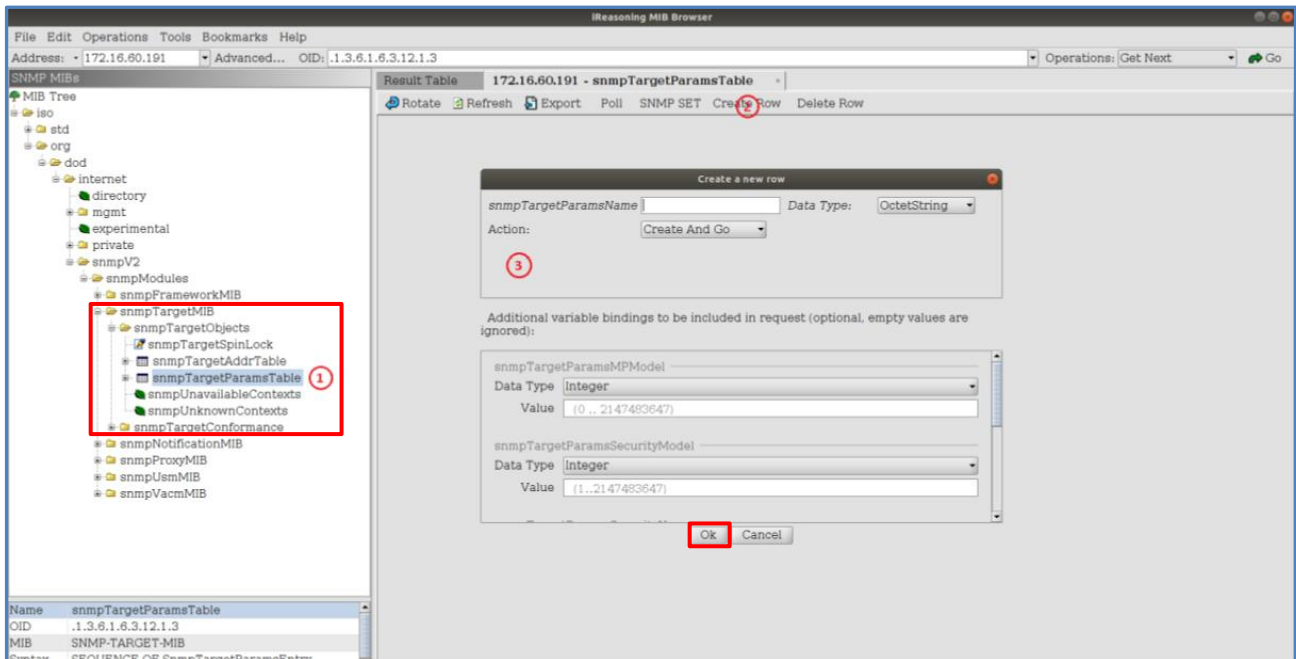 iReasoning MIB Browser
File Edit Operations Tools Bookmarks Help
Address: 172.16.60.191 Advanced... OID: .1.3.6.1.6.3.12.1.3 Operations: Get Next Go
SNMP MIBs
MIB Tree
iso
std
org
dod
internet
directory
mgmt
experimental
private
snmpV2
snmpModules
snmpFrameworkMIB
snmpTargetMIB
snmpTargetObjects
snmpTargetSpinLock
snmpTargetAddrTable
snmpTargetParamsTable 1
snmpUnavailableContexts
snmpUnknownContexts
snmpTargetConformance
snmpNotificationMIB
snmpProxyMIB
snmpUsmMIB
snmpVacmMIB
Name snmpTargetParamsTable
OID .1.3.6.1.6.3.12.1.3
MIB SNMP-TARGET-MIB
Syntax SEQUENCE OF SnmpTargetParamsEntry
Result Table 172.16.60.191 - snmpTargetParamsTable
Rotate Refresh Export Poll SNMP SET Create Row Delete Row
2
Create a new row
snmpTargetParamsName Data Type: OctetString
Action: Create And Go
3
Additional variable bindings to be included in request (optional, empty values are
ignored):
snmpTargetParamsMPModel
Data Type Integer
Value (0 .. 2147483647)
snmpTargetParamsSecurityModel
Data Type Integer
Value (1..2147483647)
Ok Cancel